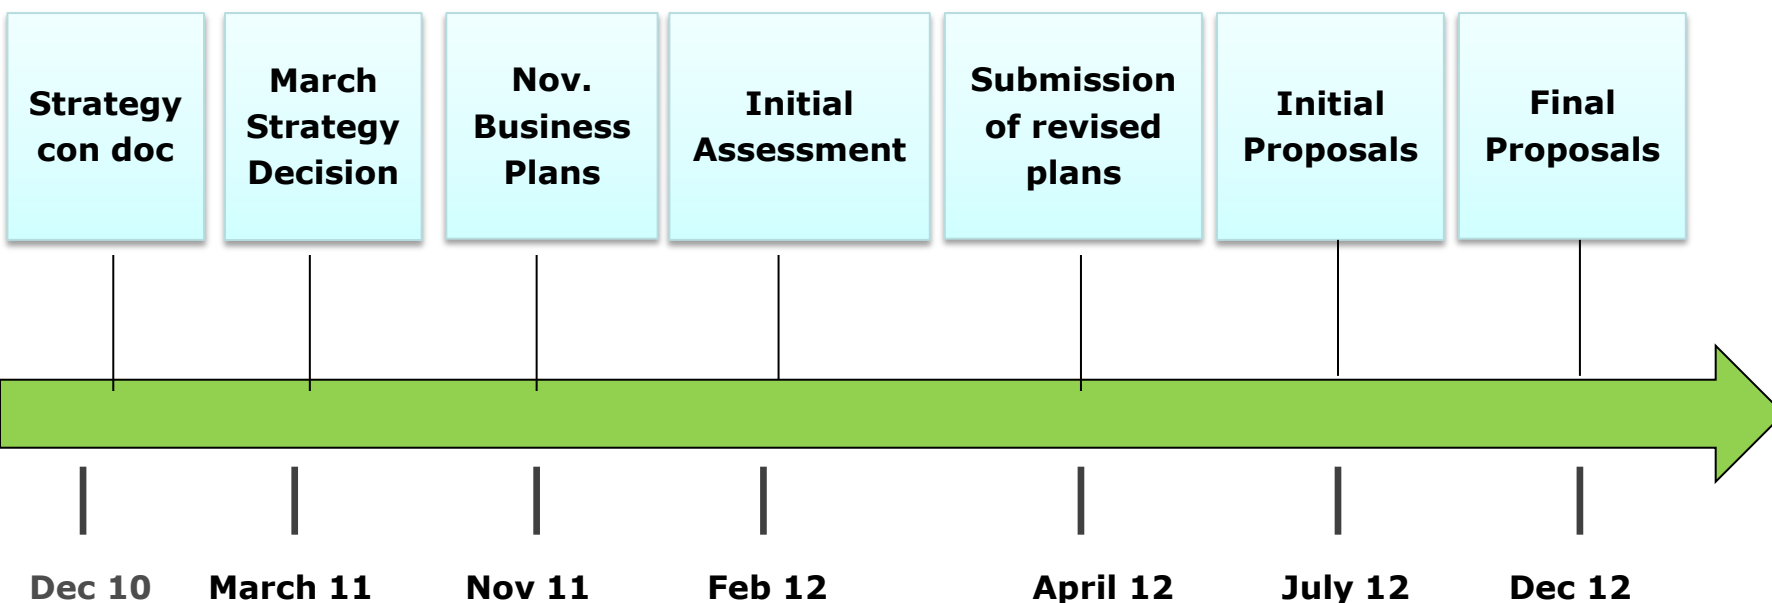 Strategy
con doc
March
Strategy
Decision
Nov.
Business
Plans
Initial
Assessment
Submission
of revised
plans
Initial
Proposals
Final
Proposals
Dec 10
March 11
Nov 11
Feb 12
April 12
July 12
Dec 12